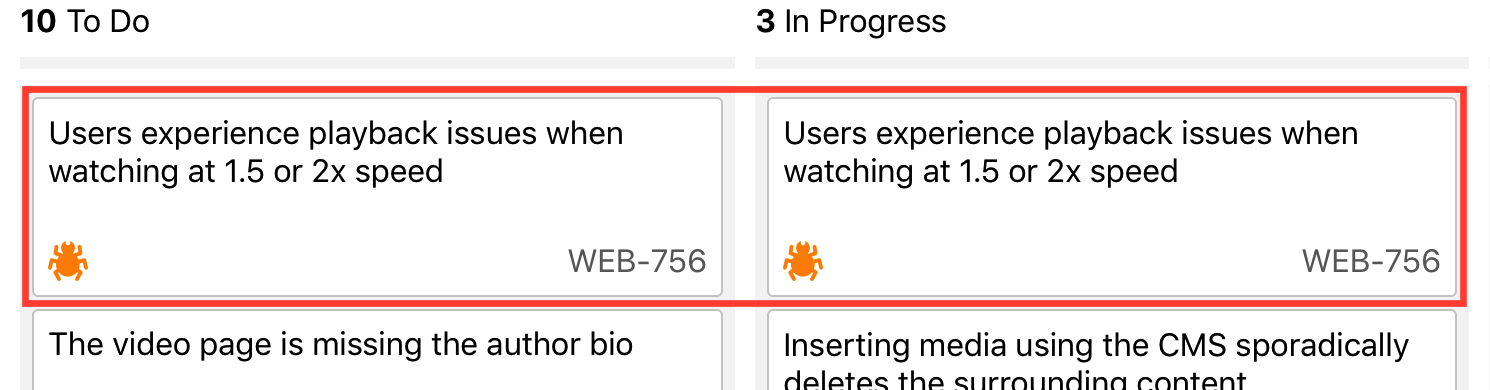 10 To Do
3 In Progress
Users experience playback issues when
watching at 1.5 or 2x speed
WEB-756
Users experience playback issues when
watching at 1.5 or 2x speed
WEB-756
The video page is missing the author bio
Inserting media using the CMS sporadically
deletes the surrounding content